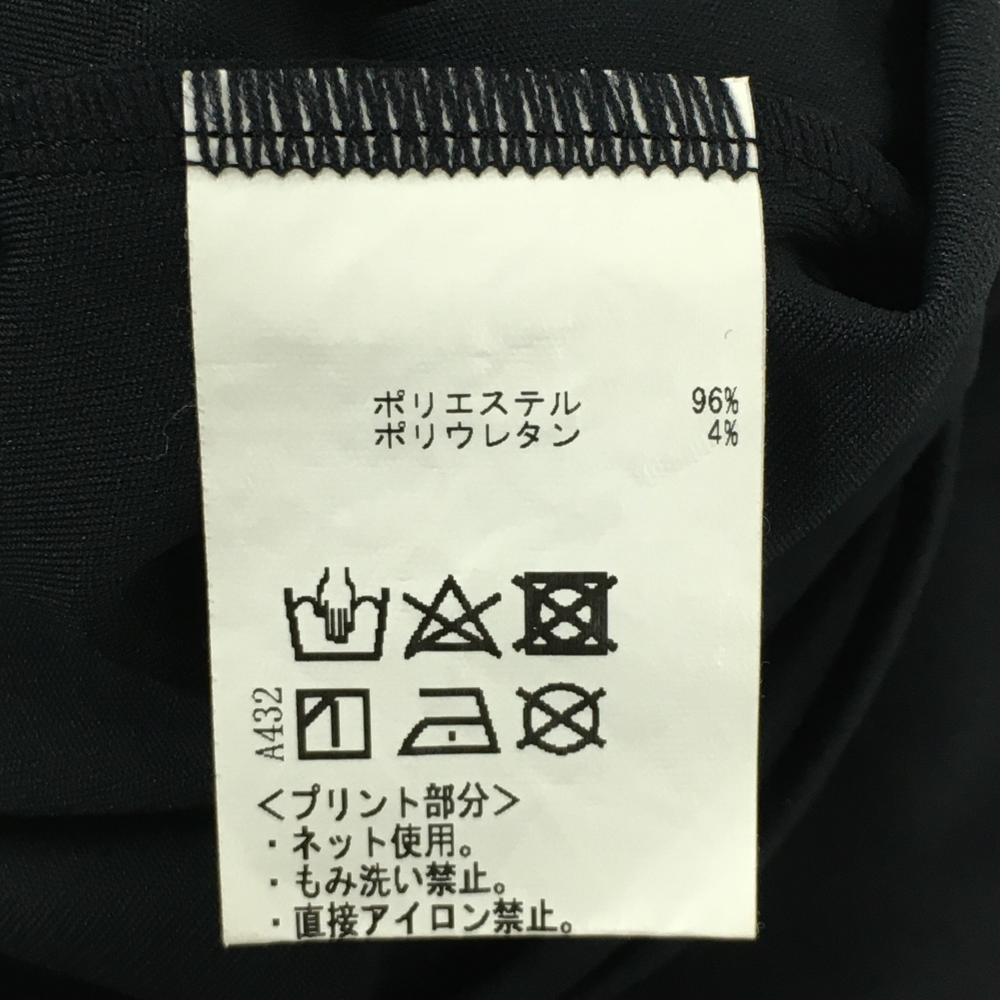 ポリエステル 96%
ポリウレタン 4%
A432
＜プリント部分＞
・ネット使用。
・もみ洗い禁止。
・直接アイロン禁止。